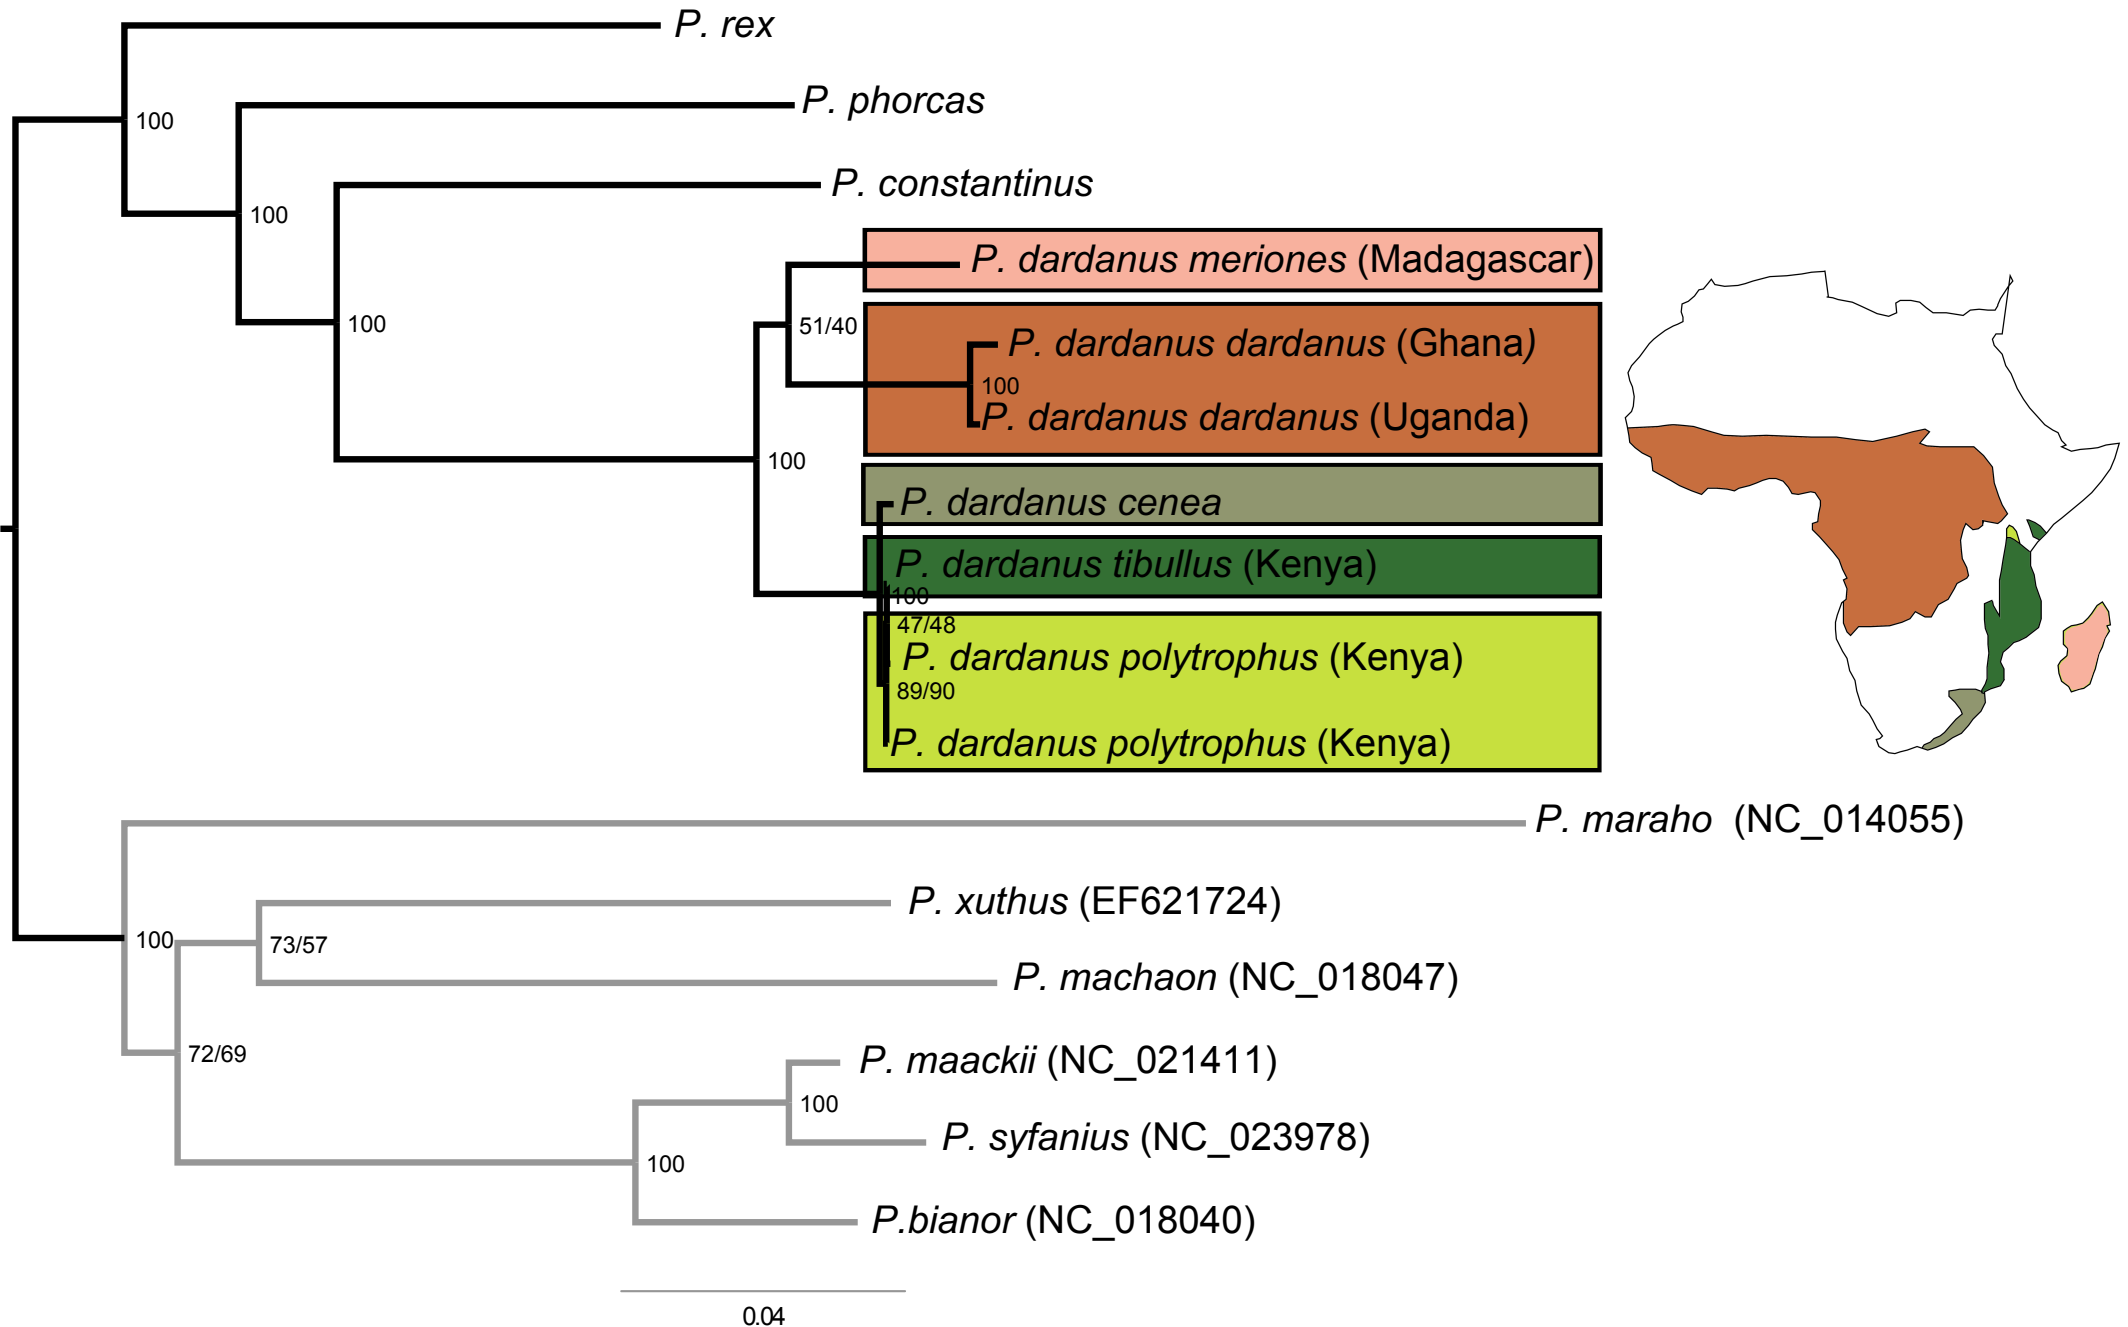 P. rex
P. phorcas
100
P. constantinus
100
P. dardanus meriones (Madagascar)
100
51/40
P. dardanus dardanus (Ghana)
100
P. dardanus dardanus (Uganda)
100
P. dardanus cenea
P. dardanus tibullus (Kenya)
100
47/48
P. dardanus polytrophus (Kenya)
89/90
P. dardanus polytrophus (Kenya)
P. maraho (NC_014055)
P. xuthus (EF621724)
100
73/57
P. machaon (NC_018047)
72/69
P. maackii (NC_021411)
100
P. syfanius (NC_023978)
100
P.bianor (NC_018040)
0.04